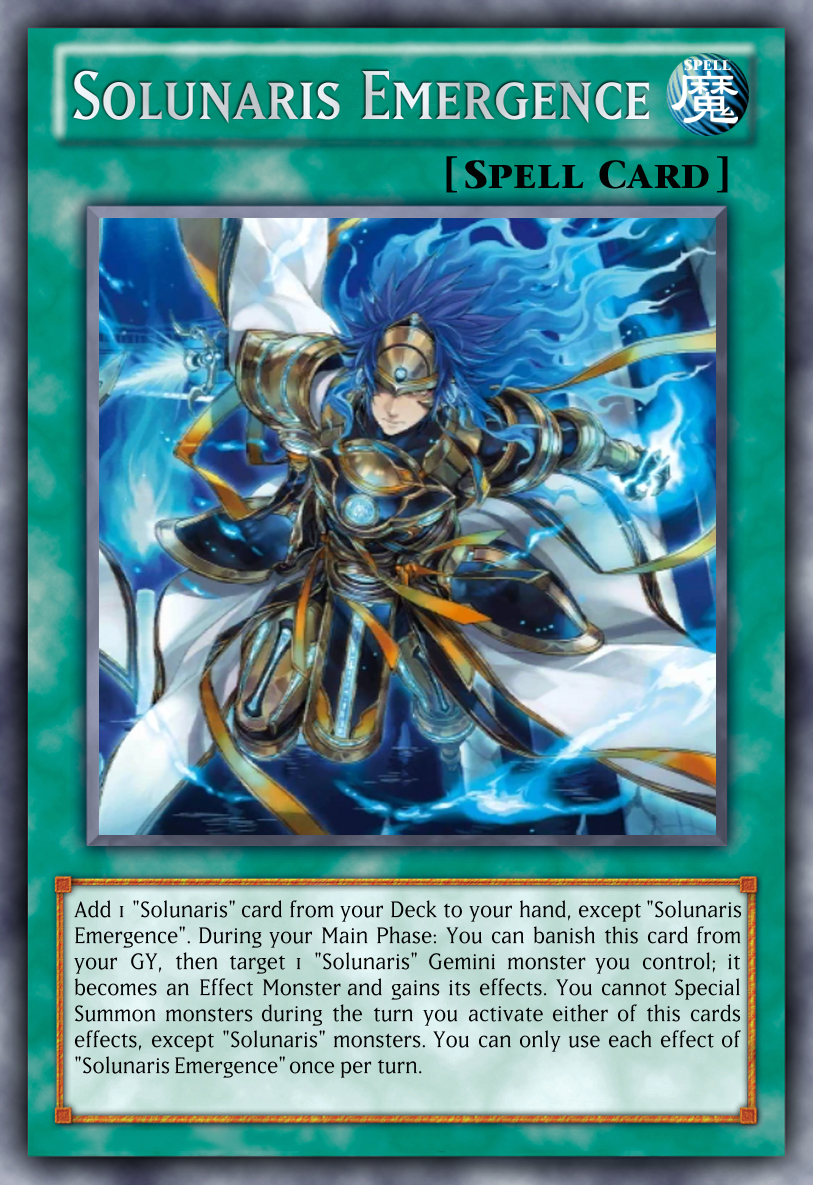 Solunaris Emergence
SPELL
魔
[Spell Card]
Add 1 "Solunaris" card from your Deck to your hand, except "Solunaris
Emergence". During your Main Phase: You can banish this card from
your GY, then target 1 "Solunaris" Gemini monster you control; it
becomes an Effect Monster and gains its effects. You cannot Special
Summon monsters during the turn you activate either of this cards
effects, except "Solunaris" monsters. You can only use each effect of
"Solunaris Emergence" once per turn.